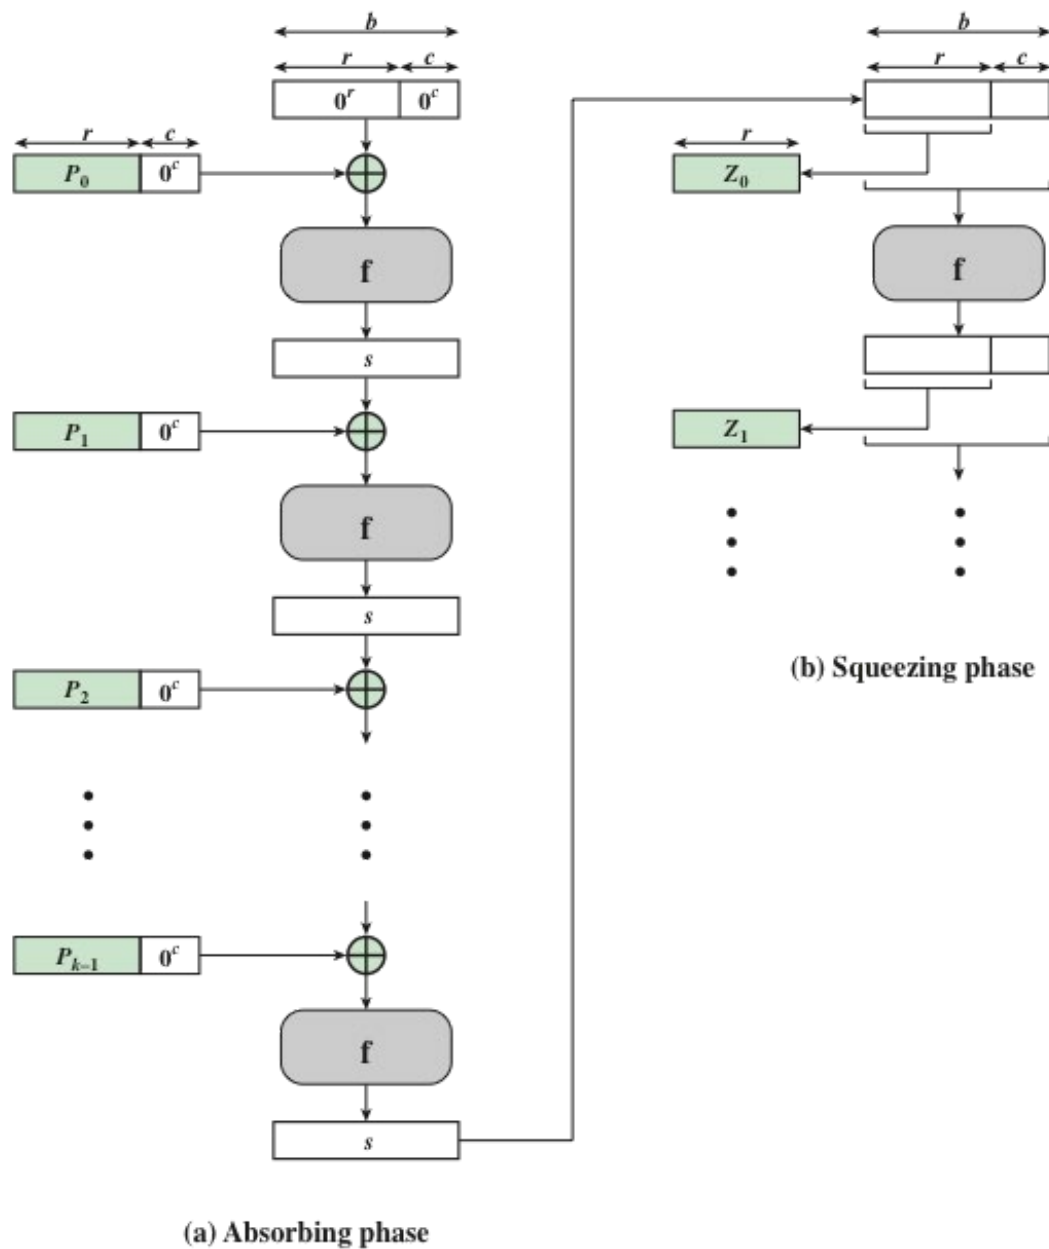 b
r c
0^r 0^c
r c
P_0 0^c
f
s
P_1 0^c
f
s
P_2 0^c
P_{k–1} 0^c
f
s
(a) Absorbing phase
b
r c
r
Z_0
f
Z_1
(b) Squeezing phase